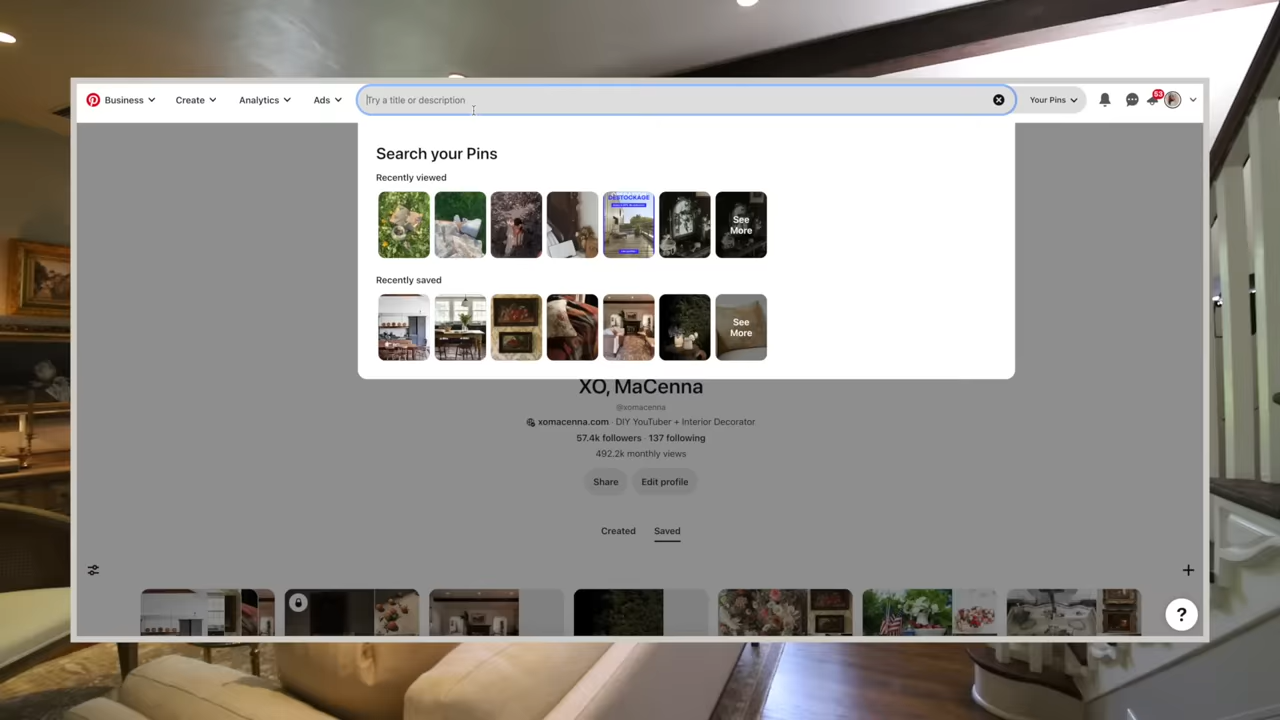 Business Create Analytics Ads Try a title or description Your Pins 53
Search your Pins
Recently viewed
DESTOCKAGE
See
More
Recently saved
See
More
XO, MaCenna
@xomacenna
xomacenna.com · DIY YouTuber + Interior Decorator
57.4k followers · 137 following
492.2k monthly views
Share Edit profile
Created Saved
?